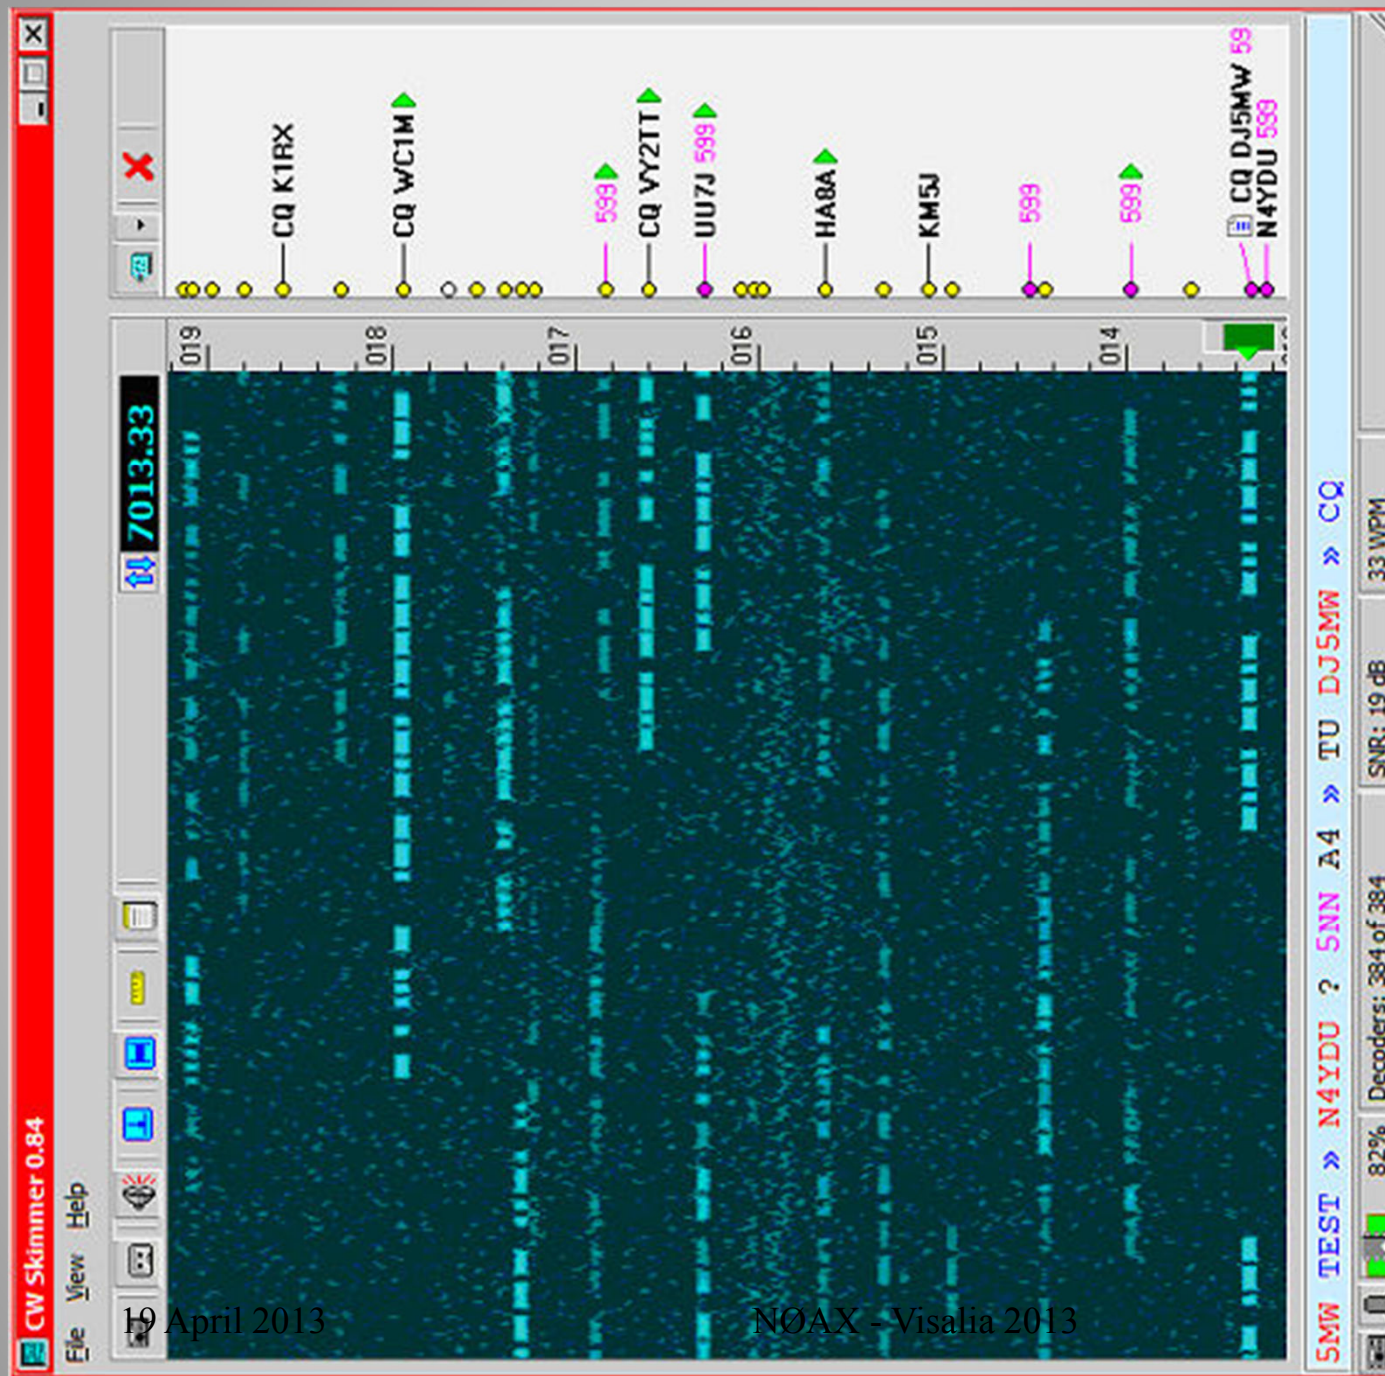 CW Skimmer 0.84
File View Help
7013.33
019
018
017
016
015
014
CQ K1RX
CQ WC1M
599
CQ VY2TT
UU7J 599
HA8A
KM5J
599
599
CQ DJ5MW 59
N4YDU 599
5MW TEST » N4YDU ? 5NN A4 » TU DJ5MW » CQ
82%
Decoders: 384 of 384
SNR: 19 dB
33 WPM
19 April 2013
NØAX - Visalia 2013